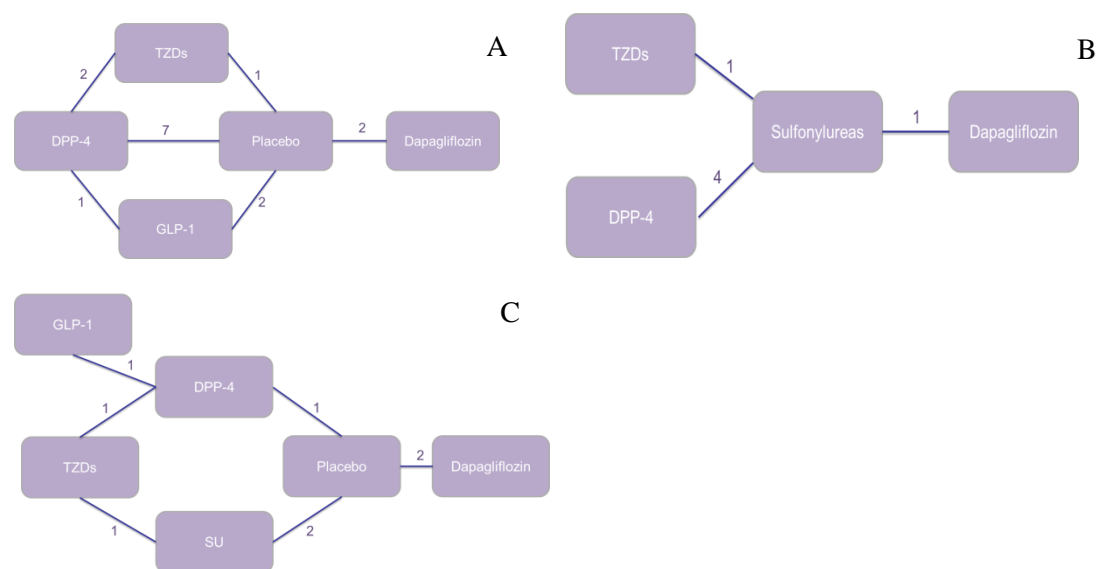 A
TZDs
2
1
DPP-4
7
Placebo
2
Dapagliflozin
1
2
GLP-1
B
TZDs
1
Sulfonylureas
1
Dapagliflozin
4
DPP-4
C
GLP-1
1
DPP-4
1
1
TZDs
Placebo
2
Dapagliflozin
1
2
SU